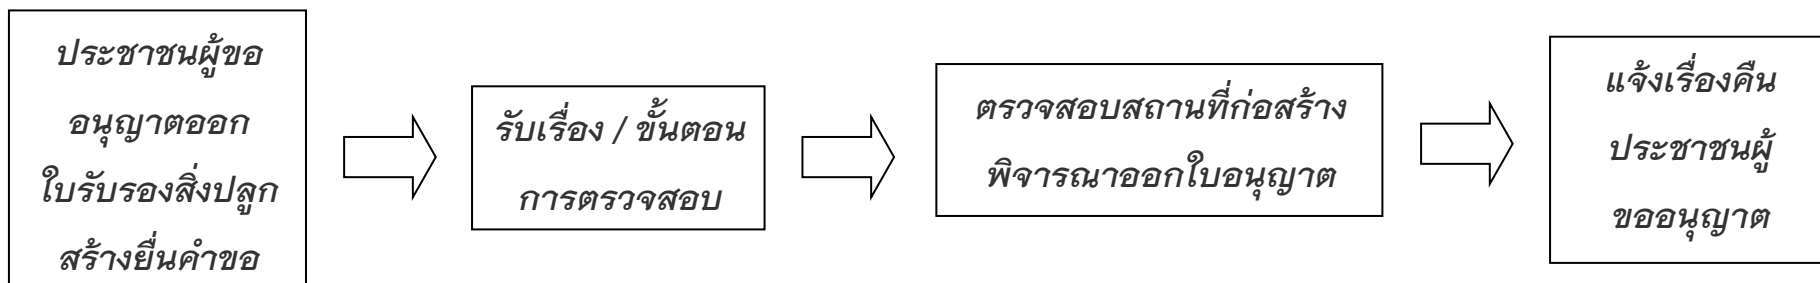 ประชาชนผู้ขอ
อนุญาตออก
ใบรับรองสิ่งปลูก
สร้างยื่นคำขอ
รับเรื่อง / ขั้นตอน
การตรวจสอบ
ตรวจสอบสถานที่ก่อสร้าง
พิจารณาออกใบอนุญาต
แจ้งเรื่องคืน
ประชาชนผู้
ขออนุญาต